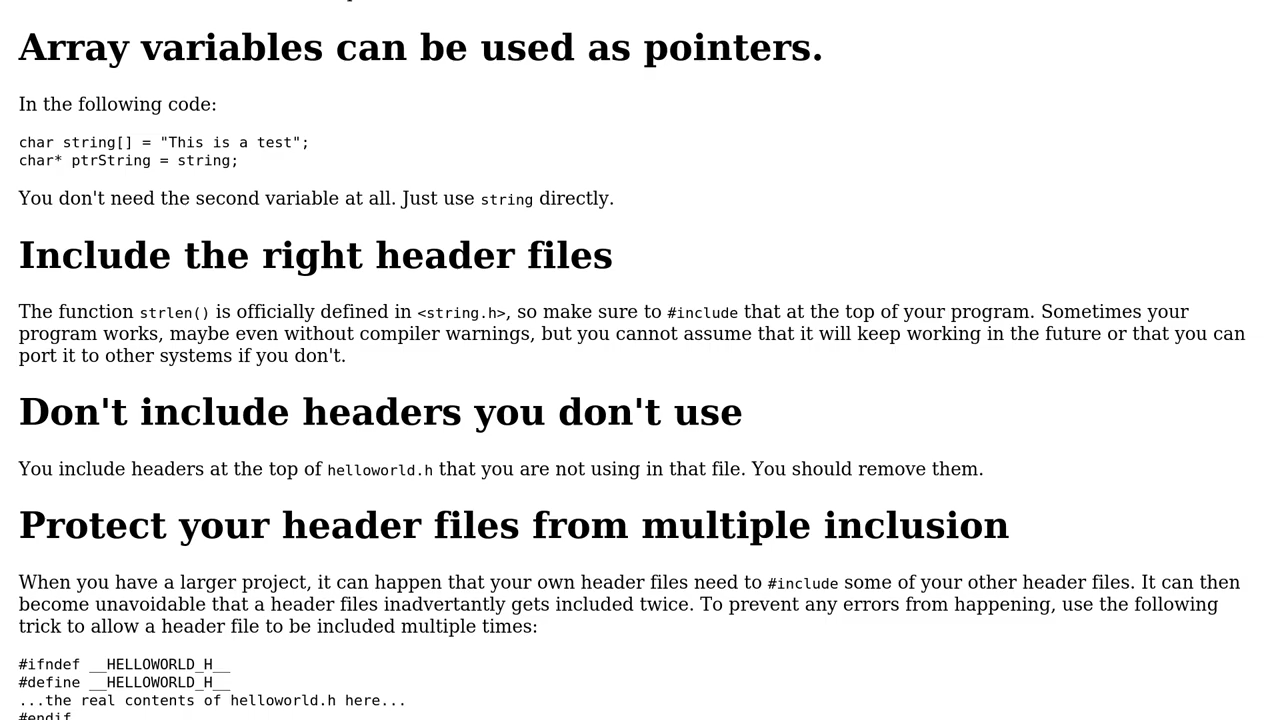 Array variables can be used as pointers.
In the following code:
char string[] = "This is a test";
char* ptrString = string;
You don't need the second variable at all. Just use string directly.
Include the right header files
The function strlen() is officially defined in <string.h>, so make sure to #include that at the top of your program. Sometimes your
program works, maybe even without compiler warnings, but you cannot assume that it will keep working in the future or that you can
port it to other systems if you don't.
Don't include headers you don't use
You include headers at the top of helloworld.h that you are not using in that file. You should remove them.
Protect your header files from multiple inclusion
When you have a larger project, it can happen that your own header files need to #include some of your other header files. It can then
become unavoidable that a header files inadvertantly gets included twice. To prevent any errors from happening, use the following
trick to allow a header file to be included multiple times:
#ifndef __HELLOWORLD_H__
#define __HELLOWORLD_H__
...the real contents of helloworld.h here...
#endif